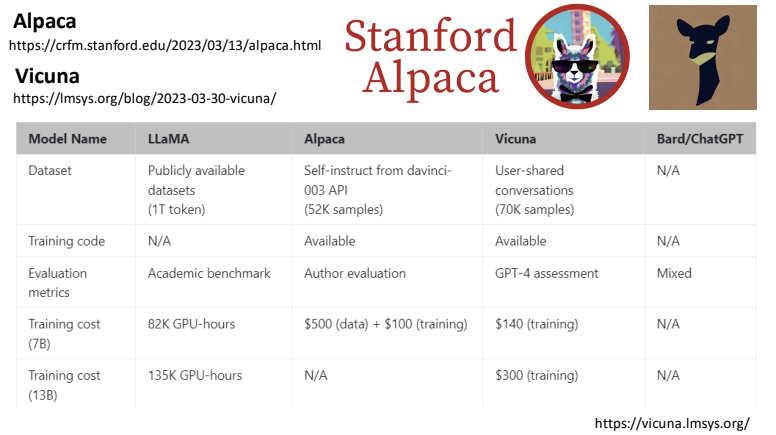 Alpaca
https://crfm.stanford.edu/2023/03/13/alpaca.html
Vicuna
https://lmsys.org/blog/2023-03-30-vicuna/
Stanford
Alpaca
Model Name LLaMA Alpaca Vicuna Bard/ChatGPT
Dataset Publicly available Self-instruct from davinci- User-shared N/A
datasets 003 API conversations
(1T token) (52K samples) (70K samples)
Training code N/A Available Available N/A
Evaluation Academic benchmark Author evaluation GPT-4 assessment Mixed
metrics
Training cost 82K GPU-hours $500 (data) + $100 (training) $140 (training) N/A
(7B)
Training cost 135K GPU-hours N/A $300 (training) N/A
(13B)
https://vicuna.lmsys.org/